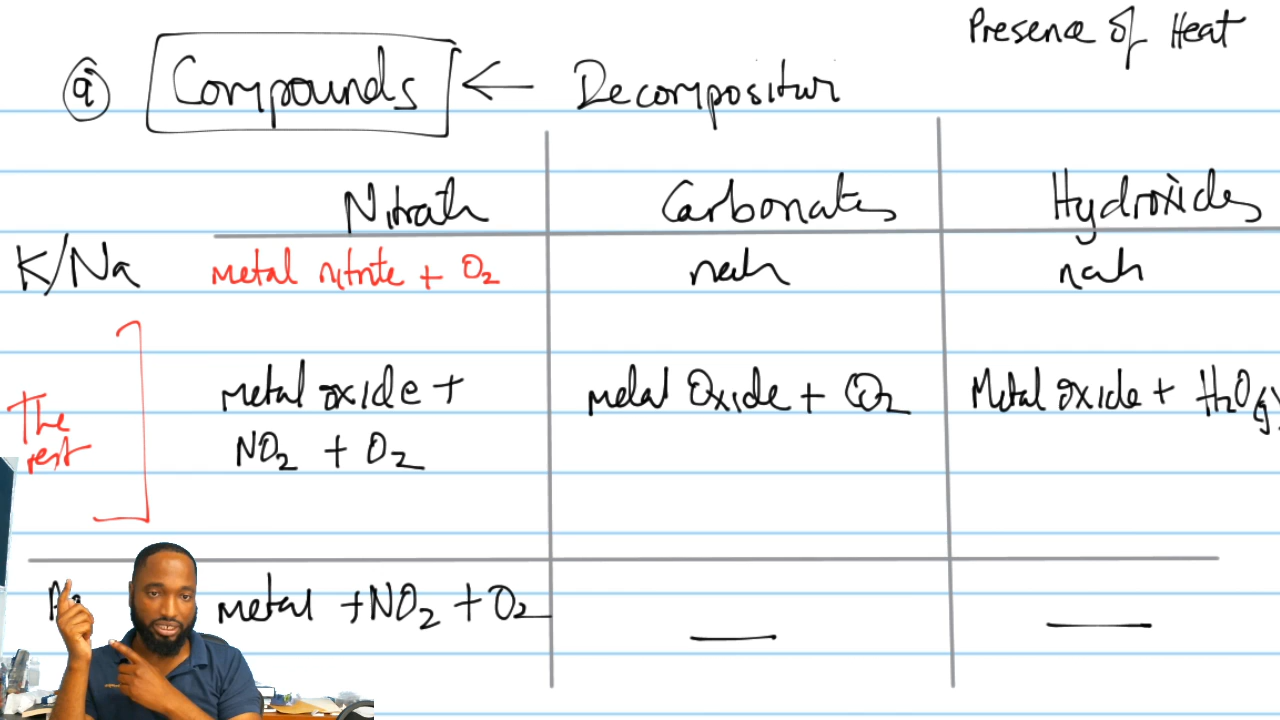 Presence of Heat
a Compounds ← Decomposition
Nitrate Carbonates Hydroxides
K/Na metal nitrite + O2 nah nah
The rest
metal oxide + metal Oxide + CO2 Metal oxide + H2O(g)
NO2 + O2
metal + NO2 + O2 — —